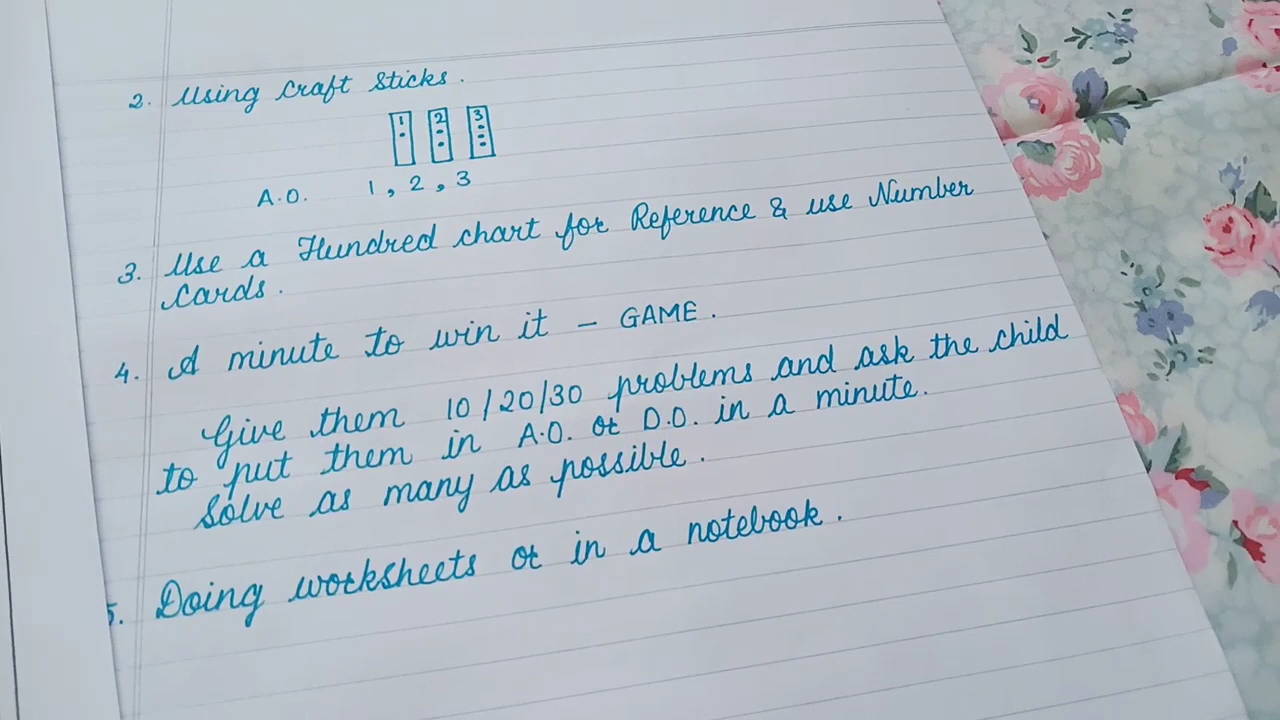 2. Using Craft Sticks.
1 2 3
A.O. 1, 2, 3
3. Use a Hundred chart for Reference & use Number
Cards.
4. A minute to win it - GAME.
Give them 10/20/30 problems and ask the child
to put them in A.O. or D.O. in a minute.
Solve as many as possible.
5. Doing worksheets or in a notebook.